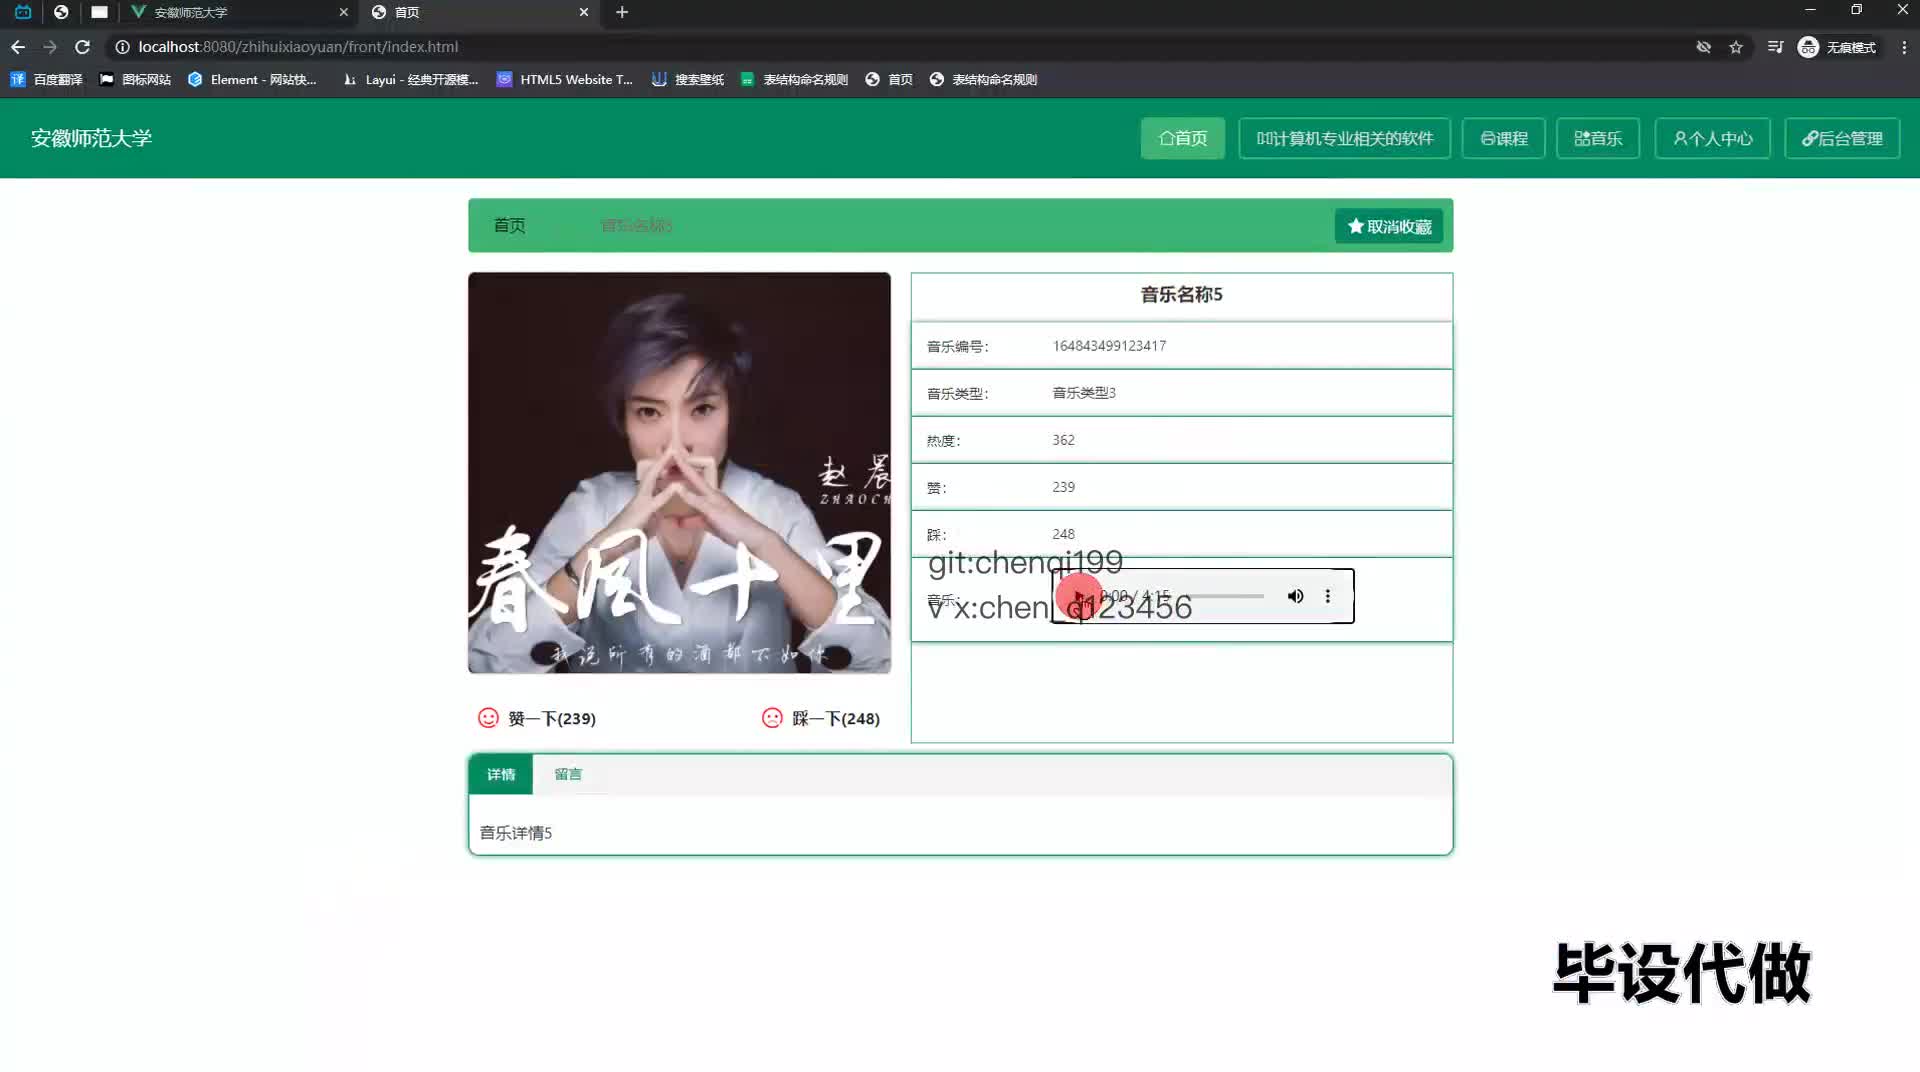 安徽师范大学
首页
localhost:8080/zhihuixiaoyuan/front/index.html
无痕模式
译 百度翻译
图标网站
Element - 网站快...
Layui - 经典开源模...
HTML5 Website T...
搜索壁纸
表结构命名规则
首页
表结构命名规则
安徽师范大学
首页
计算机专业相关的软件
课程
音乐
个人中心
后台管理
首页
音乐名称5
取消收藏
音乐名称5
音乐编号: 164843499123417
音乐类型: 音乐类型3
热度: 362
赞: 239
踩: 248
git:chenqi199
音乐: 0:00 / 4:15
v x:chen_q123456
赵晨
ZHAOCH
春风十里
我说所有的酒都不如你
赞一下(239)
踩一下(248)
详情
留言
音乐详情5
毕设代做